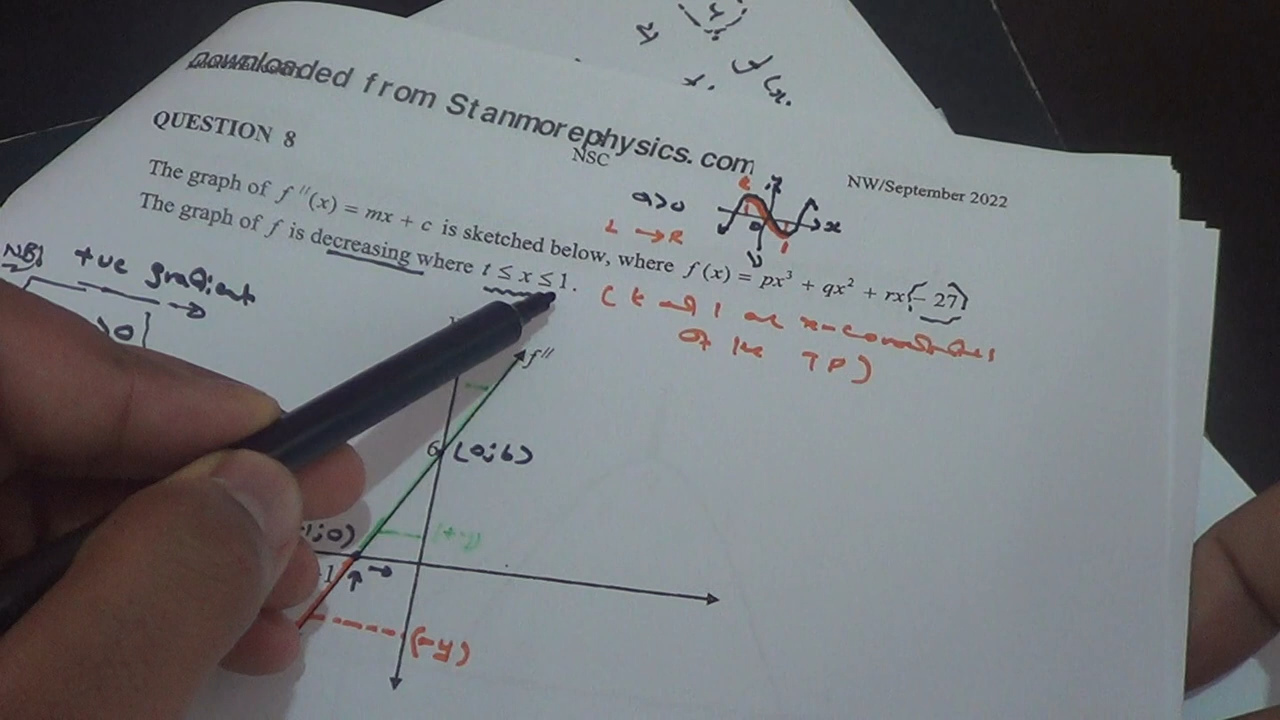 Downloaded from Stanmorephysics.com
NSC
NW/September 2022
QUESTION 8
The graph of f''(x) = mx + c is sketched below, where f(x) = px³ + qx² + rx(- 27)
The graph of f is decreasing where t ≤ x ≤ 1.
a>0
x
L → R
(t and 1 are x-coordinates
of the TP)
NB
+ve gradient
>0
f''
6
(0;6)
1;0)
(+y)
-1
(-y)